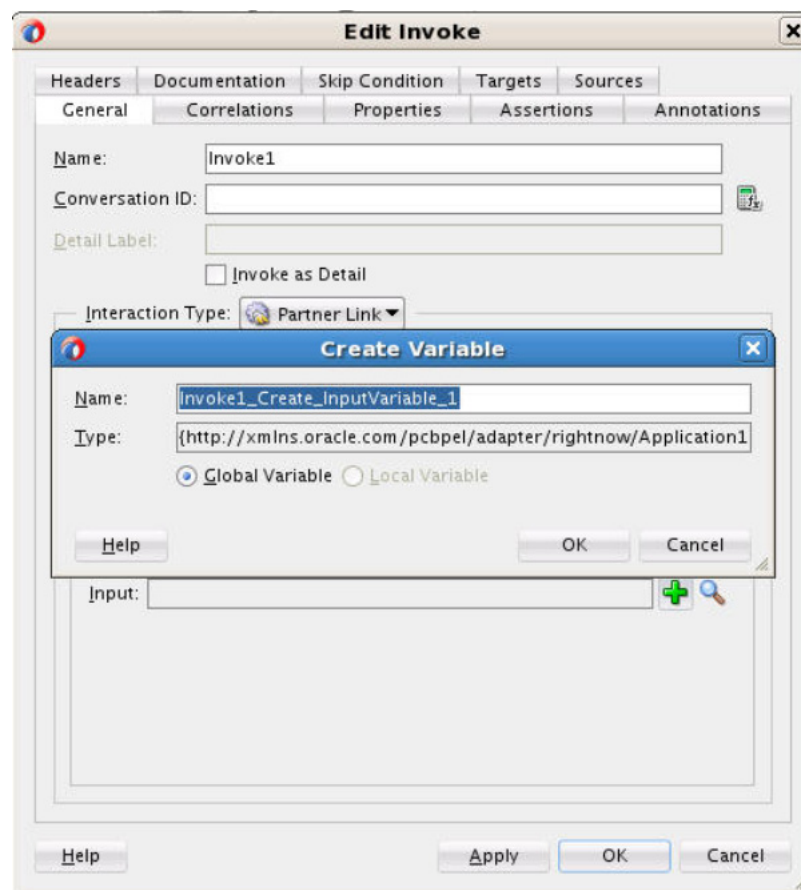 Edit Invoke
Headers Documentation Skip Condition Targets Sources
General Correlations Properties Assertions Annotations
Name: Invoke1
Conversation ID:
Detail Label:
Invoke as Detail
Interaction Type: Partner Link
Create Variable
Name: Invoke1_Create_InputVariable_1
Type: {http://xmlns.oracle.com/pcbpel/adapter/rightnow/Application1
Global Variable Local Variable
Help OK Cancel
Input:
Help Apply OK Cancel